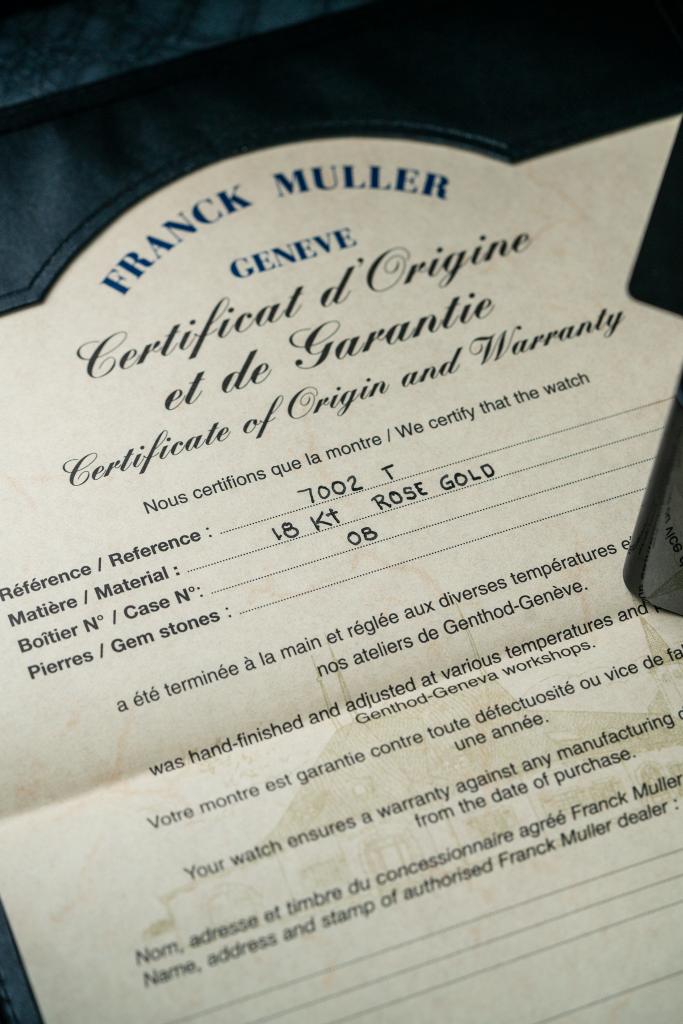 FRANCK MULLER
GENEVE
Certificat d'Origine
et de Garantie
Certificate of Origin and Warranty
Nous certifions que la montre / We certify that the watch
Référence / Reference : 7002 T
Matière / Material : 18 Kt ROSE GOLD
Boîtier N° / Case N°: 08
Pierres / Gem stones :
a été terminée à la main et réglée aux diverses températures
nos ateliers de Genthod-Genève.
was hand-finished and adjusted at various temperatures and
Genthod-Geneva workshops.
Votre montre est garantie contre toute défectuosité ou vice de
une année.
Your watch ensures a warranty against any manufacturing
from the date of purchase.
Nom, adresse et timbre du concessionnaire agréé Franck Muller
Name, address and stamp of authorised Franck Muller dealer :